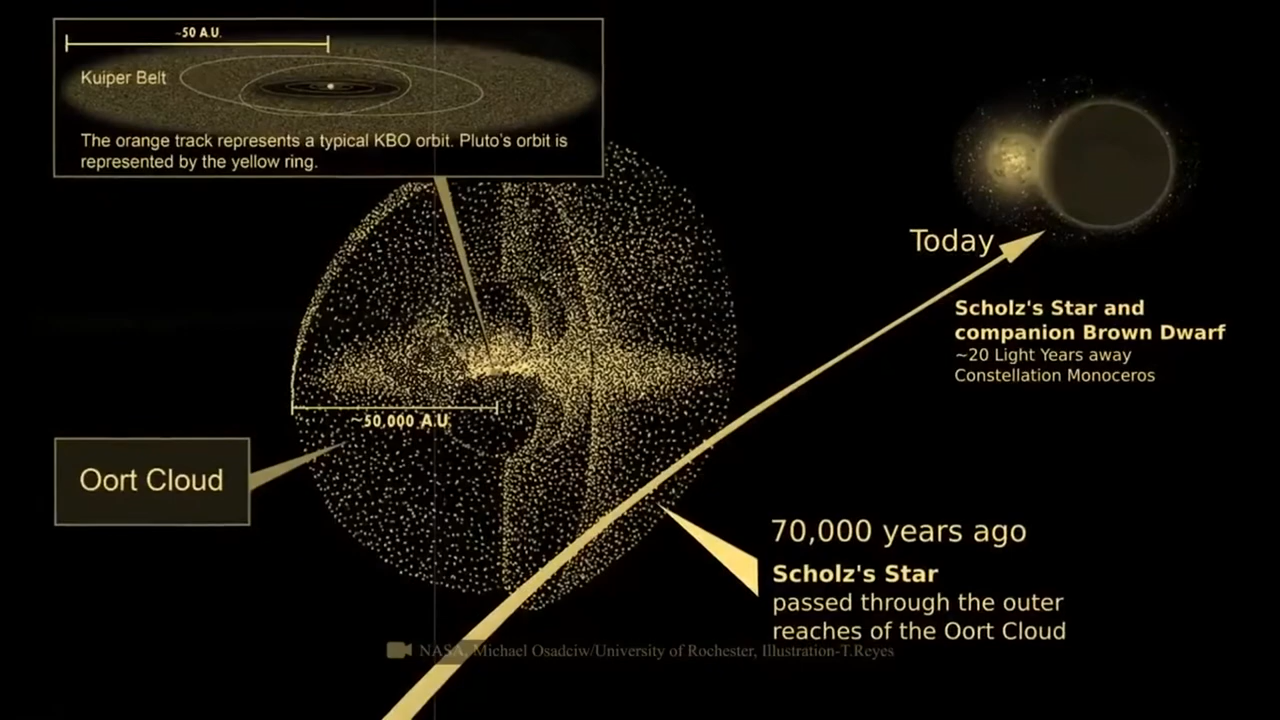 ~50 A.U.
Kuiper Belt
The orange track represents a typical KBO orbit. Pluto's orbit is
represented by the yellow ring.
Today
Scholz's Star and
companion Brown Dwarf
~20 Light Years away
Constellation Monoceros
~50,000 A.U.
Oort Cloud
70,000 years ago
Scholz's Star
passed through the outer
reaches of the Oort Cloud
NASA, Michael Osadciw/University of Rochester, Illustration-T.Reyes